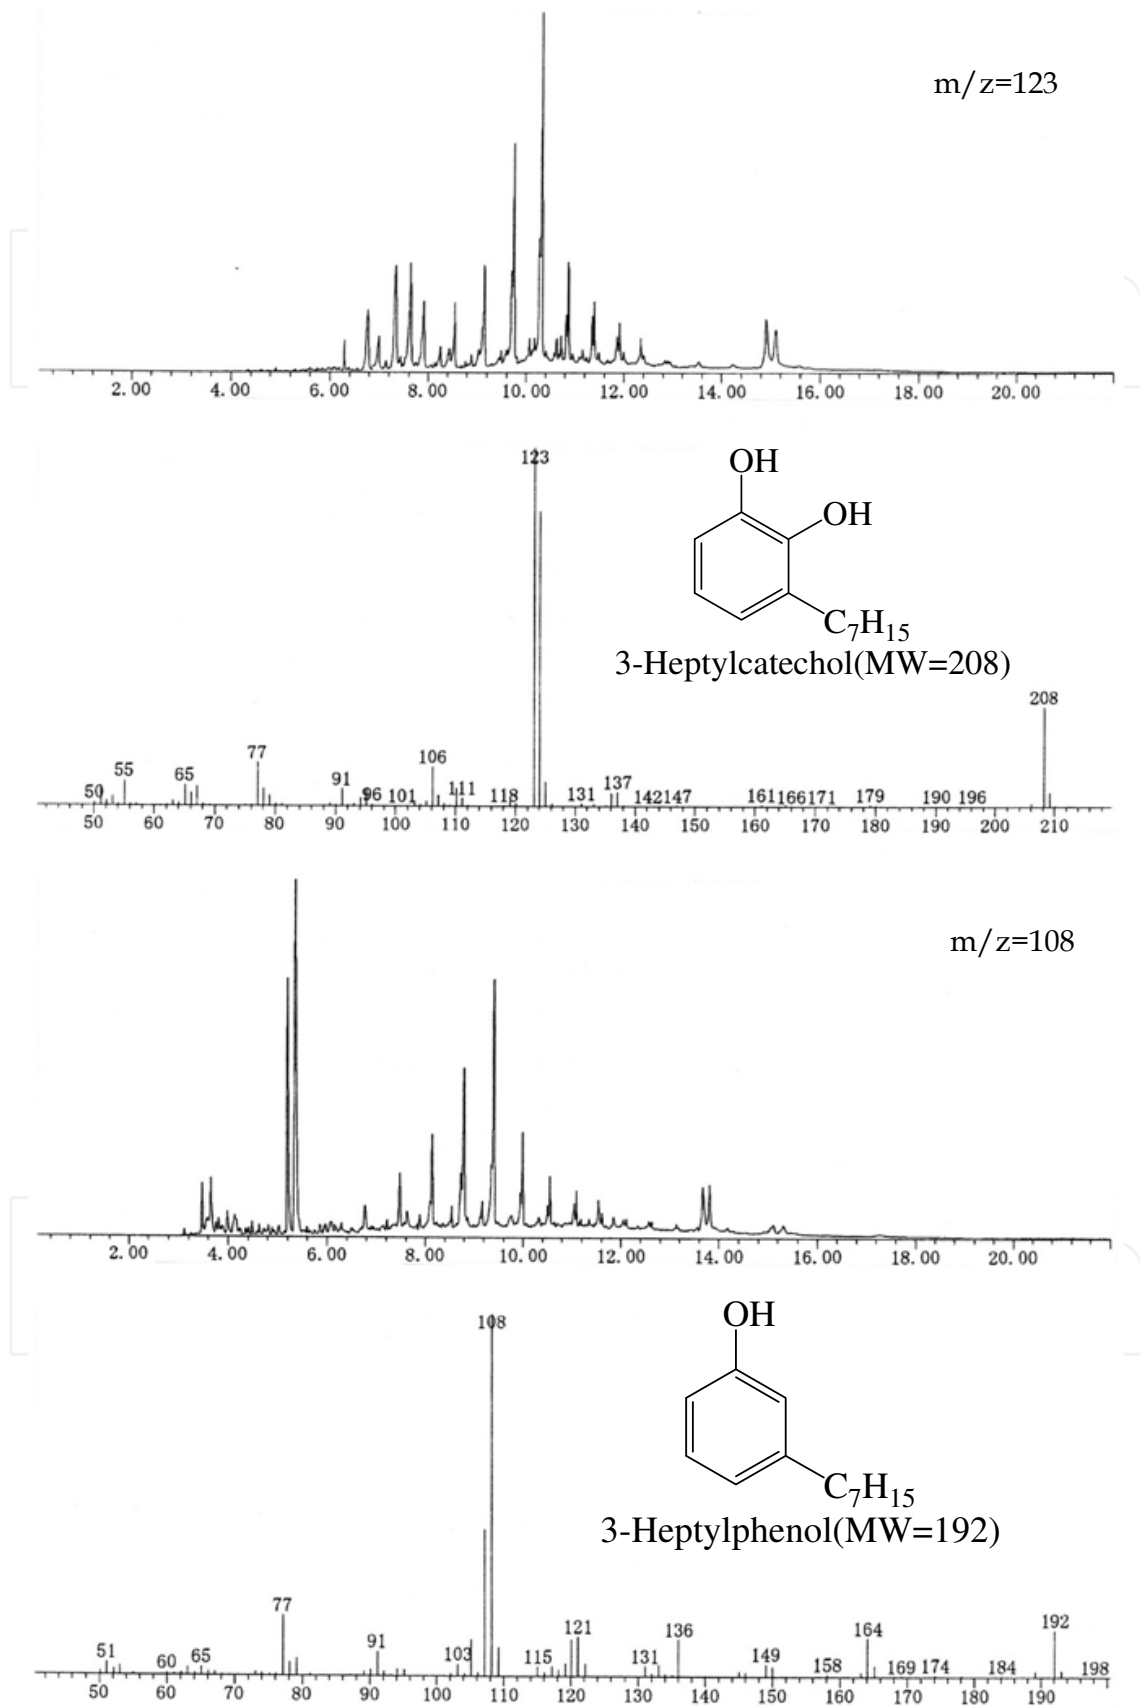 m/z=123
2.00 4.00 6.00 8.00 10.00 12.00 14.00 16.00 18.00 20.00
123
OH
OH
C7H15
3-Heptylcatechol(MW=208)
208
50 55 65 77 91 96 101 106 111 118 131 137 142 147 161 166 171 179 190 196
50 60 70 80 90 100 110 120 130 140 150 160 170 180 190 200 210
m/z=108
2.00 4.00 6.00 8.00 10.00 12.00 14.00 16.00 18.00 20.00
108
OH
C7H15
3-Heptylphenol(MW=192)
51 60 65 77 91 103 115 121 131 136 149 158 164 169 174 184 192 198
50 60 70 80 90 100 110 120 130 140 150 160 170 180 190